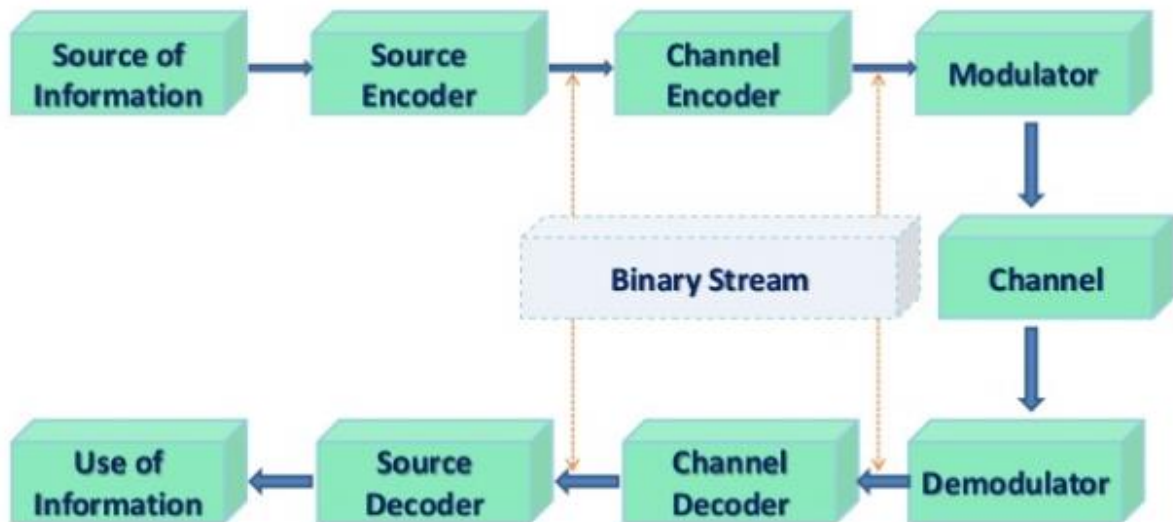 Source of
Information
Source
Encoder
Channel
Encoder
Modulator
Binary Stream
Channel
Use of
Information
Source
Decoder
Channel
Decoder
Demodulator